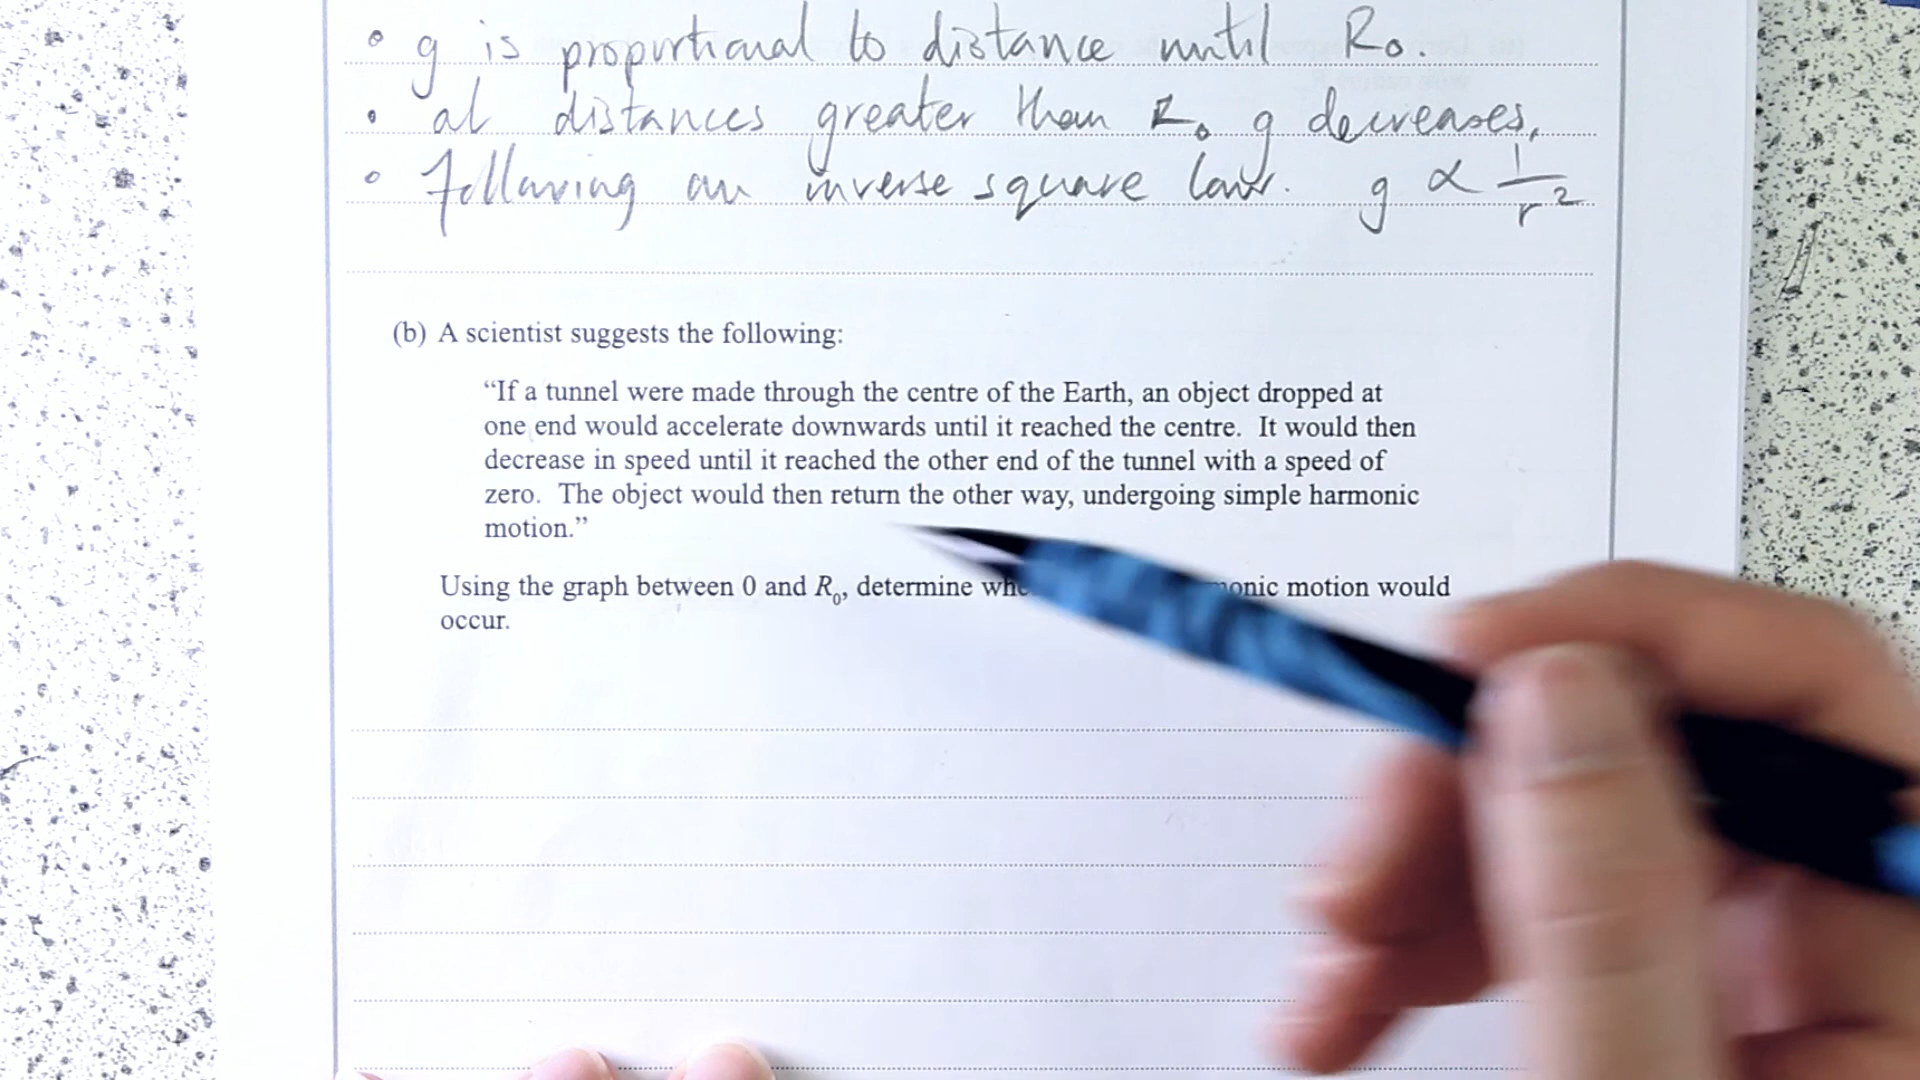 • g is proportional to distance until R₀.
• at distances greater than R₀ g decreases,
• following an inverse square law. g ∝ 1/r²
(b) A scientist suggests the following:
“If a tunnel were made through the centre of the Earth, an object dropped at
one end would accelerate downwards until it reached the centre. It would then
decrease in speed until it reached the other end of the tunnel with a speed of
zero. The object would then return the other way, undergoing simple harmonic
motion.”
Using the graph between 0 and R₀, determine motion would
occur.